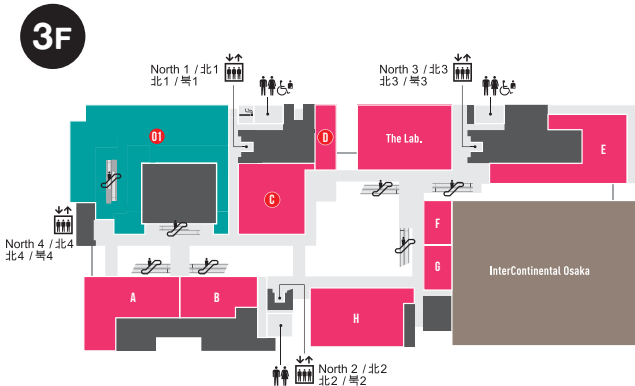 3F
North 1 / 北1
北1 / 북1
North 3 / 北3
北3 / 북3
01
D
The Lab.
E
C
North 4 / 北4
北4 / 북4
F
G
InterContinental Osaka
A
B
H
North 2 / 北2
北2 / 북2